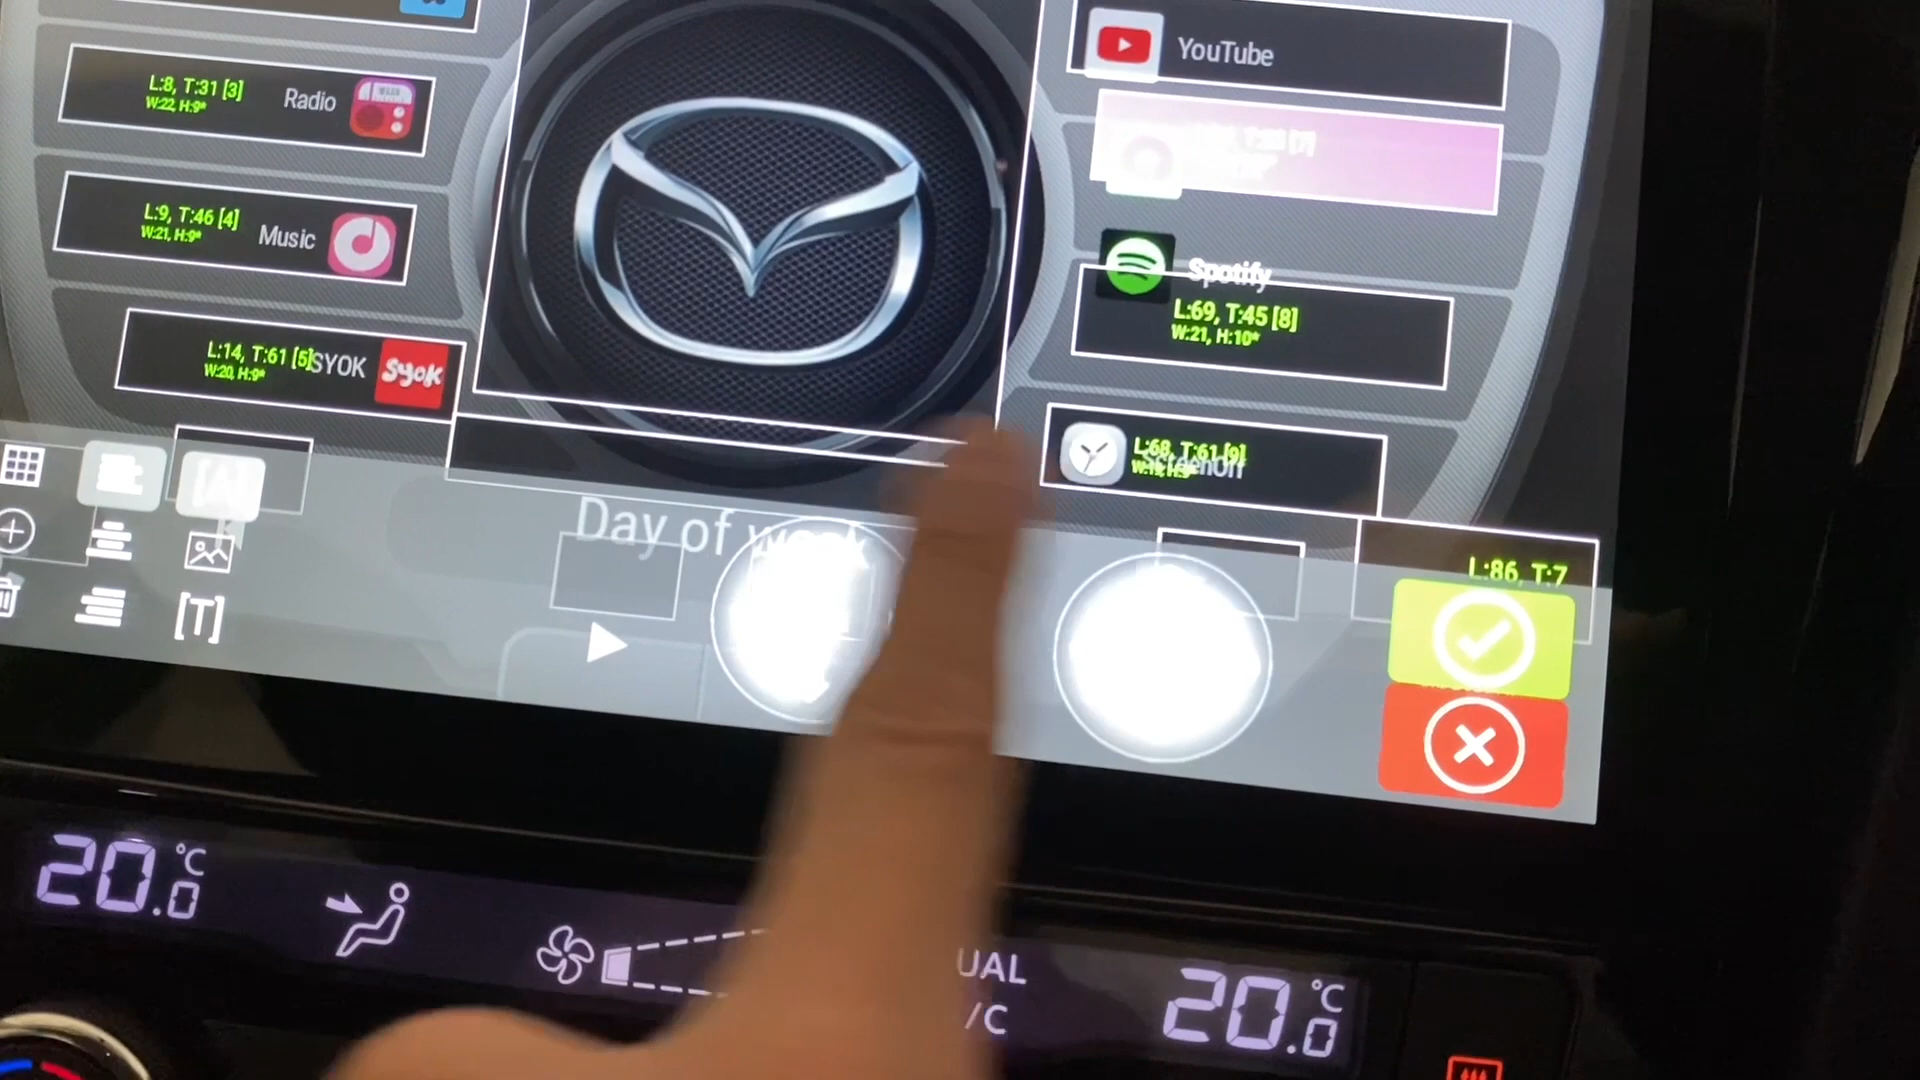 YouTube
L:8, T:31 [3]
W:22, H:9*
Radio
L:9, T:46 [4]
W:21, H:9*
Music
Spotify
L:69, T:45 [8]
W:21, H:10*
L:14, T:61 [5]
W:20, H:9*
SYOK
syok
L:68, T:61 [9]
ScreenOff
Day of week
L:86, T:7
[T]
20.0 °C
UAL
/C
20.0 °C